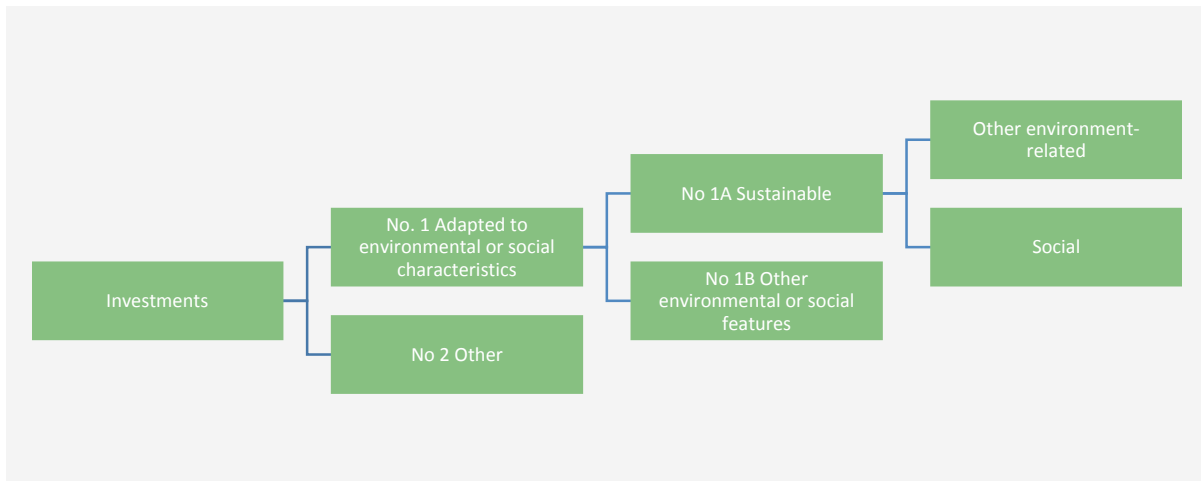 Investments
No. 1 Adapted to
environmental or social
characteristics
No 2 Other
No 1A Sustainable
No 1B Other
environmental or social
features
Other environment-
related
Social